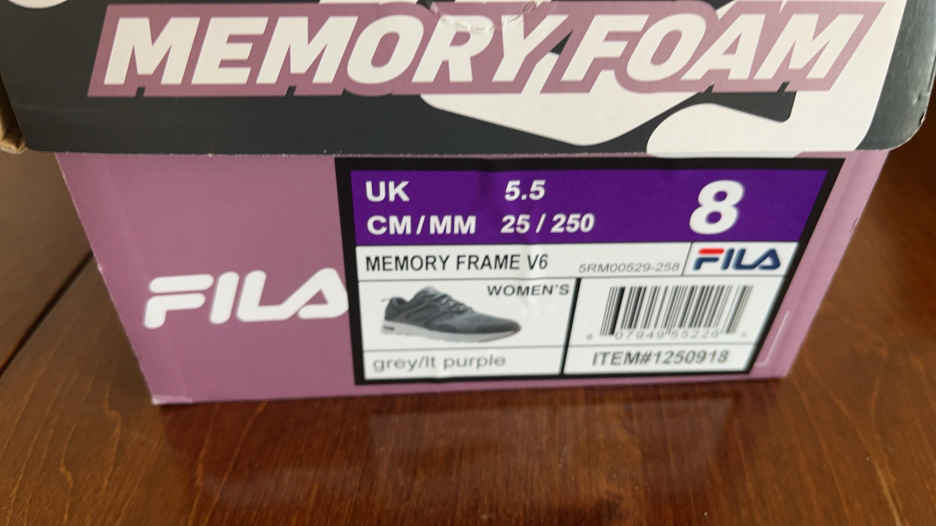 MEMORY FOAM
FILA
UK 5.5
CM/MM 25 / 250
8
MEMORY FRAME V6
5RM00529-258
FILA
WOMEN'S
grey/lt purple
ITEM#1250918